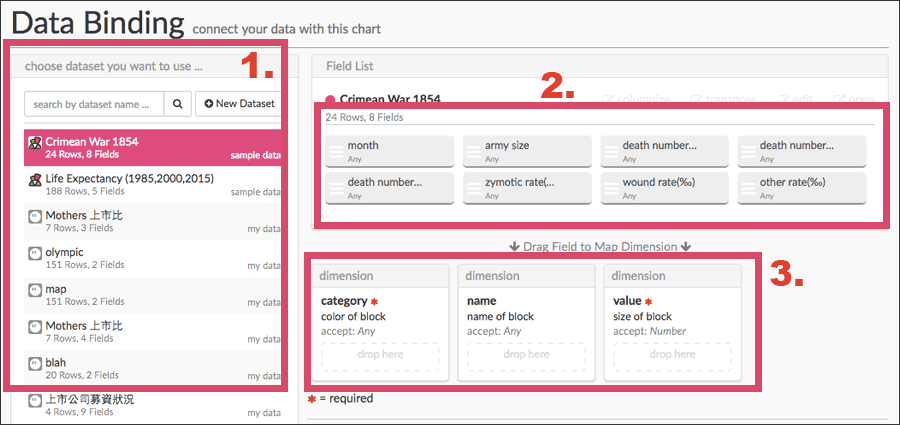 Data Binding connect your data with this chart
choose dataset you want to use ...
1.
search by dataset name ...
New Dataset
Crimean War 1854
24 Rows, 8 Fields
sample data
Life Expectancy (1985,2000,2015)
188 Rows, 5 Fields
sample data
Mothers 上市比
7 Rows, 3 Fields
my data
olympic
151 Rows, 2 Fields
my data
map
151 Rows, 2 Fields
my data
Mothers 上市比
7 Rows, 4 Fields
my data
blah
20 Rows, 2 Fields
my data
上市公司募資狀況
4 Rows, 9 Fields
my data
Field List
2.
Crimean War 1854
columnize
transpose
edit
open
24 Rows, 8 Fields
month
Any
army size
Any
death number...
Any
death number...
Any
death number...
Any
zymotic rate(...
Any
wound rate(‰)
Any
other rate(‰)
Any
Drag Field to Map Dimension
3.
dimension
category *
color of block
accept: Any
drop here
dimension
name
name of block
accept: Any
drop here
dimension
value *
size of block
accept: Number
drop here
* = required